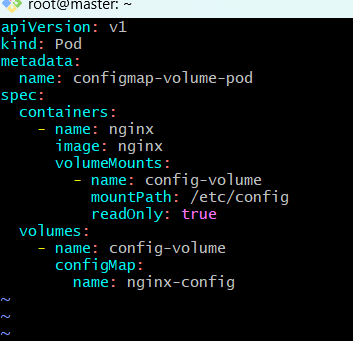 root@master: ~
apiVersion: v1
kind: Pod
metadata:
  name: configmap-volume-pod
spec:
  containers:
    - name: nginx
      image: nginx
      volumeMounts:
        - name: config-volume
          mountPath: /etc/config
          readOnly: true
  volumes:
    - name: config-volume
      configMap:
        name: nginx-config
~
~
~